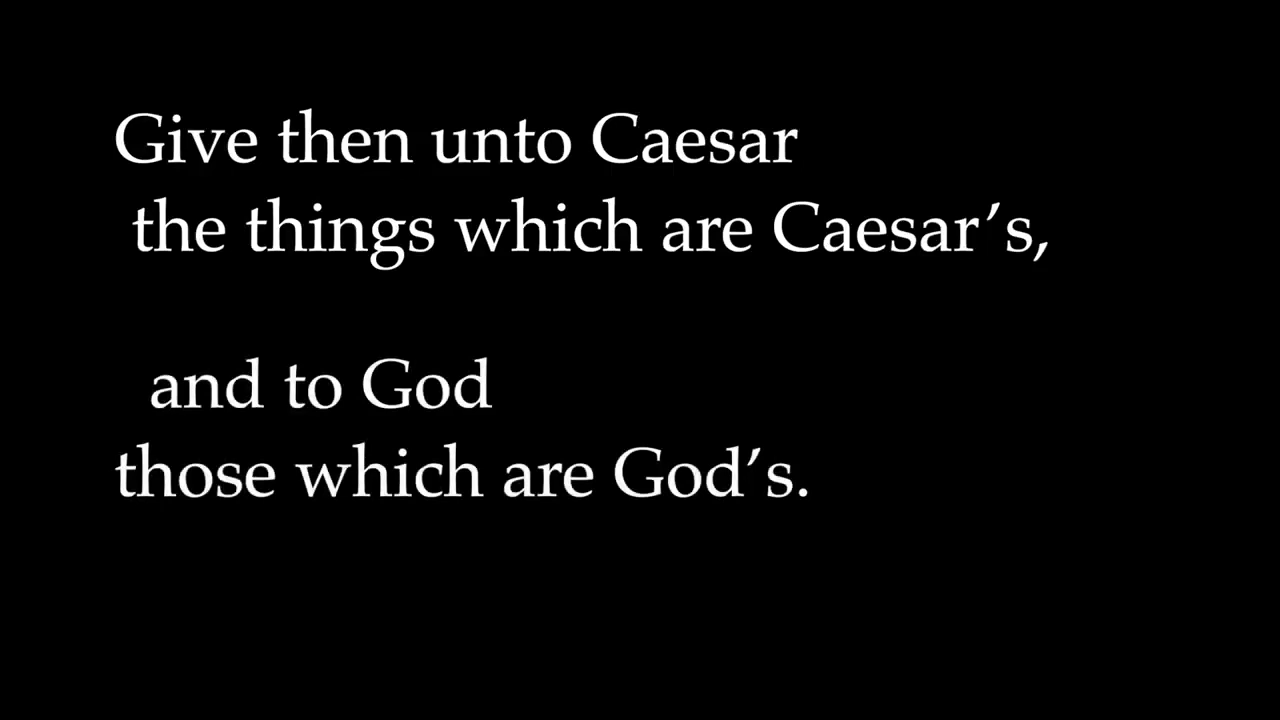 Give then unto Caesar
the things which are Caesar’s,
and to God
those which are God’s.